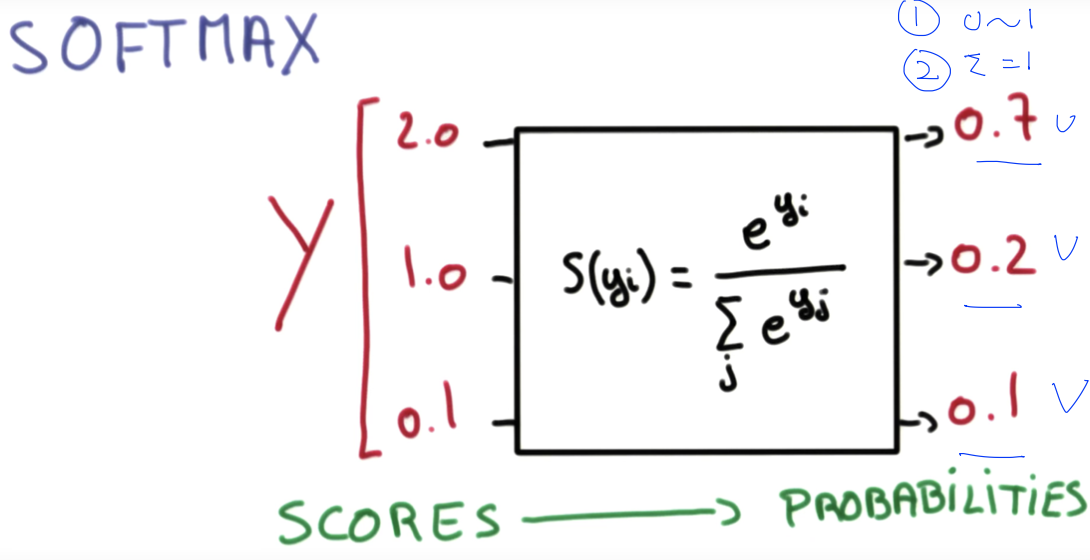 SOFTMAX
① 0~1
② Σ=1
Y
2.0
1.0
0.1
S(yᵢ) = e^yᵢ / Σⱼ e^yⱼ
0.7 ∪
0.2 V
0.1 V
SCORES → PROBABILITIES